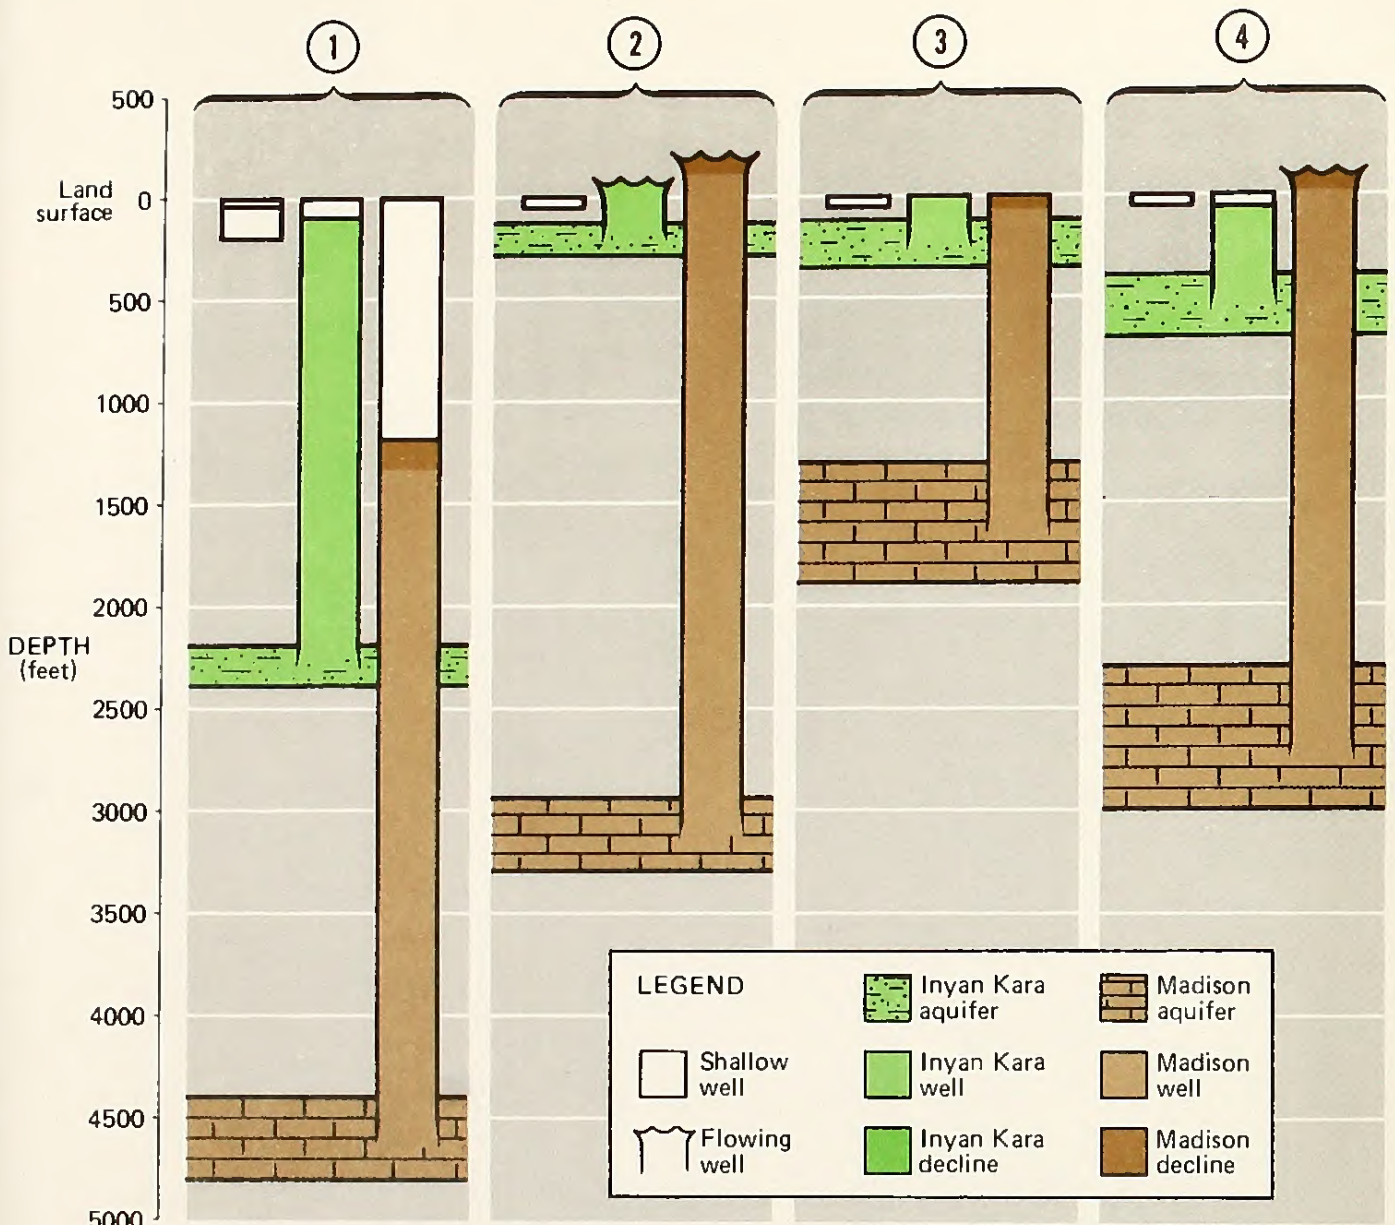 1
2
3
4
500
Land
surface
0
500
1000
1500
2000
DEPTH
(feet)
2500
3000
3500
4000
4500
5000
LEGEND
Shallow
well
Flowing
well
Inyan Kara
aquifer
Inyan Kara
well
Inyan Kara
decline
Madison
aquifer
Madison
well
Madison
decline